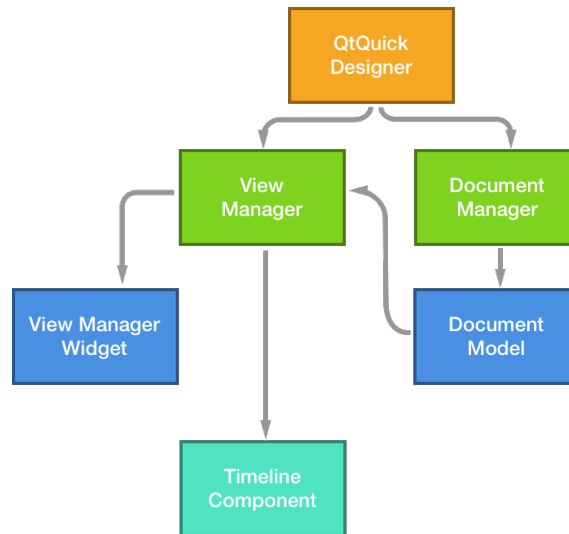 QtQuick
Designer
View
Manager
Document
Manager
View Manager
Widget
Document
Model
Timeline
Component